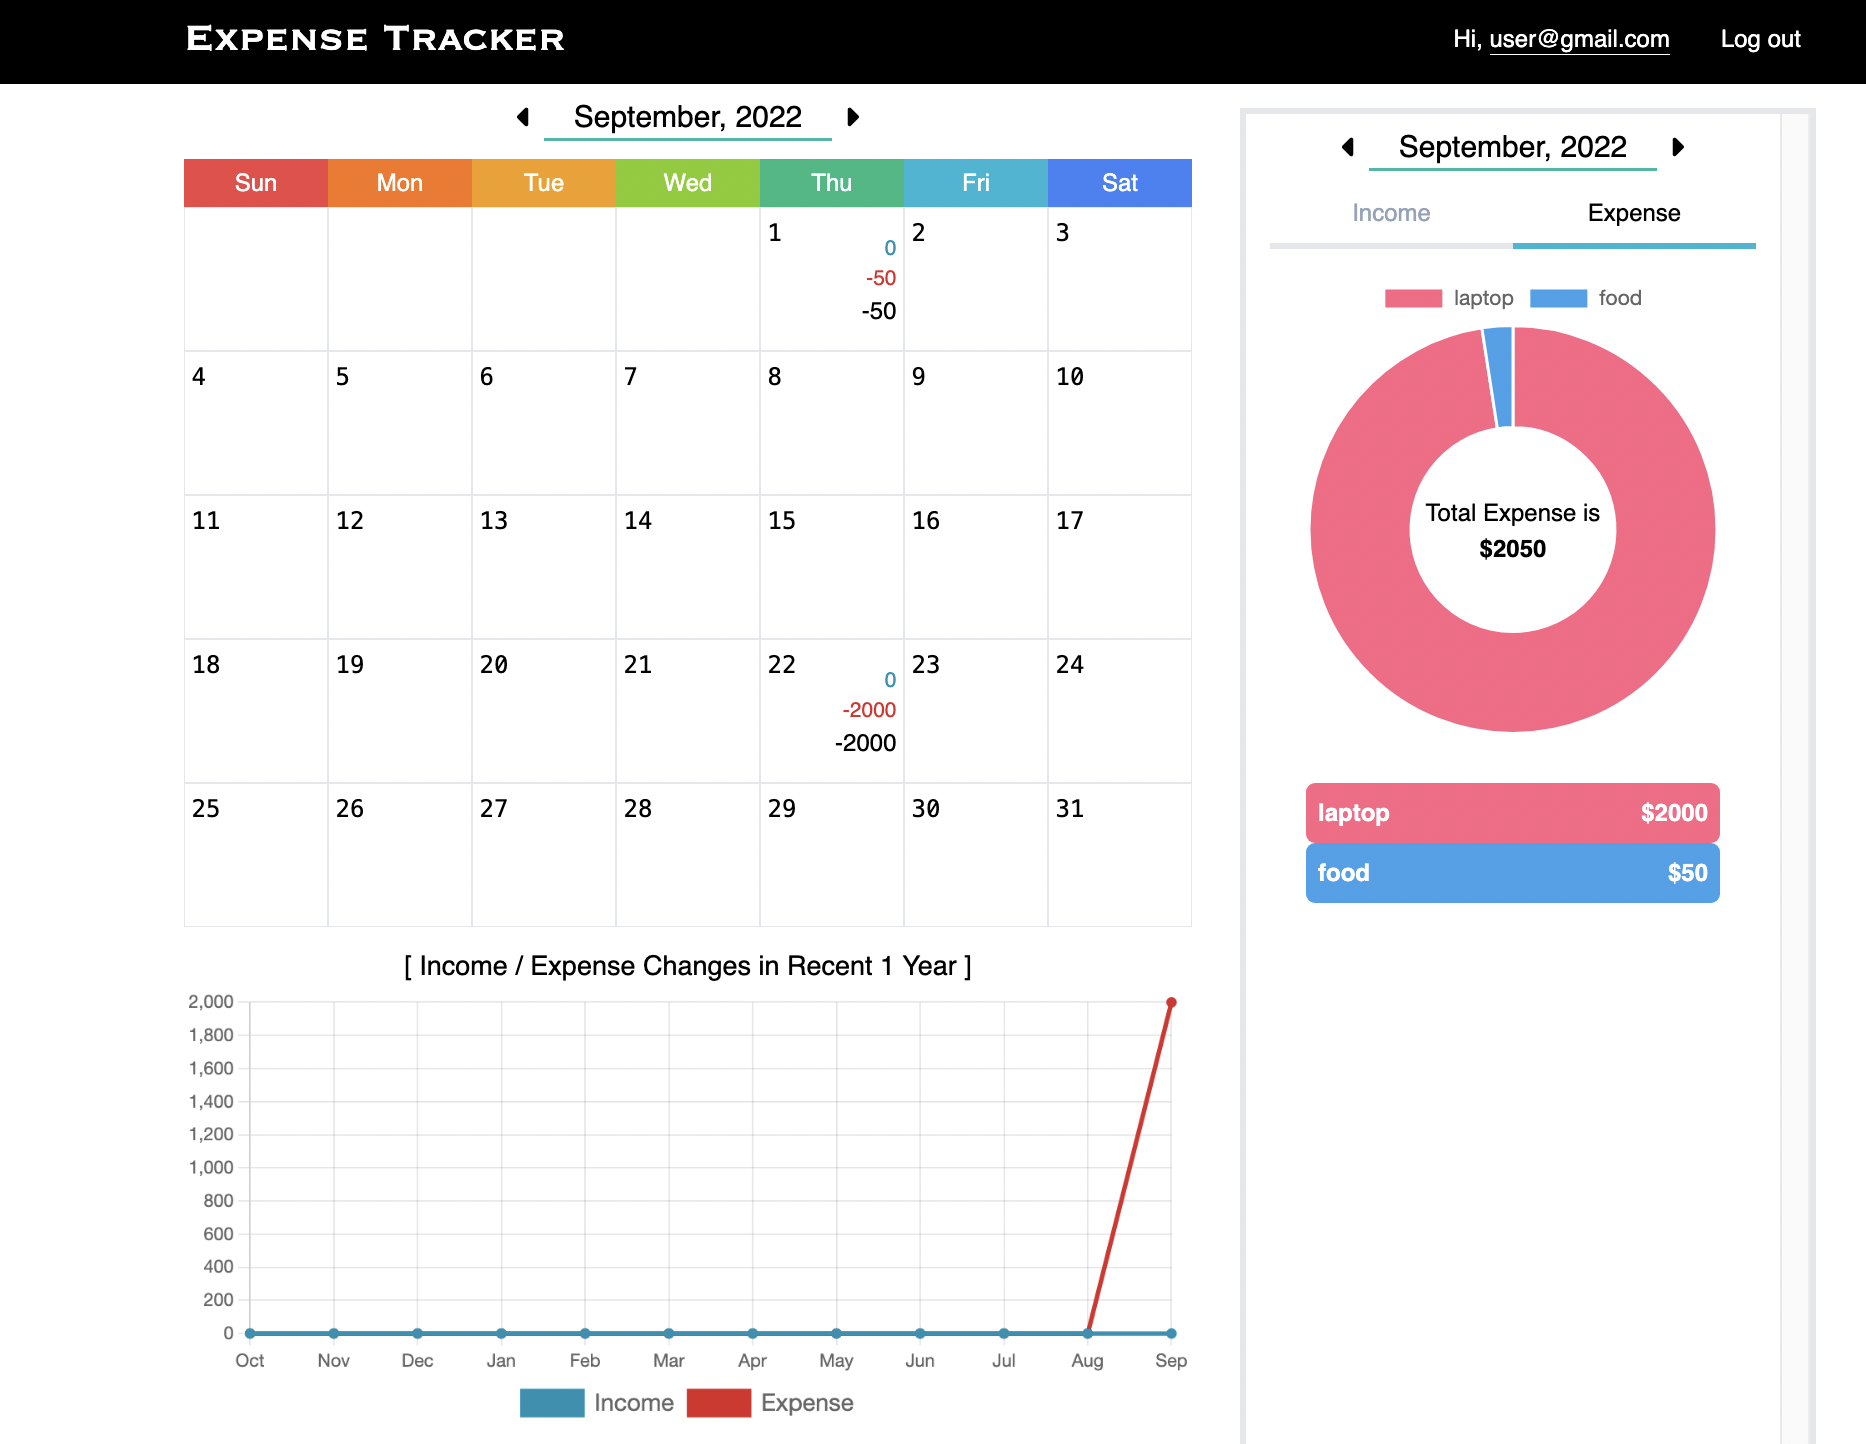 EXPENSE TRACKER
Hi, user@gmail.com Log out
September, 2022
Sun Mon Tue Wed Thu Fri Sat
1 2 3
0
-50
-50
4 5 6 7 8 9 10
11 12 13 14 15 16 17
18 19 20 21 22 23 24
0
-2000
-2000
25 26 27 28 29 30 31
[ Income / Expense Changes in Recent 1 Year ]
2,000
1,800
1,600
1,400
1,200
1,000
800
600
400
200
0
Oct Nov Dec Jan Feb Mar Apr May Jun Jul Aug Sep
Income Expense
September, 2022
Income Expense
laptop food
Total Expense is
$2050
laptop $2000
food $50